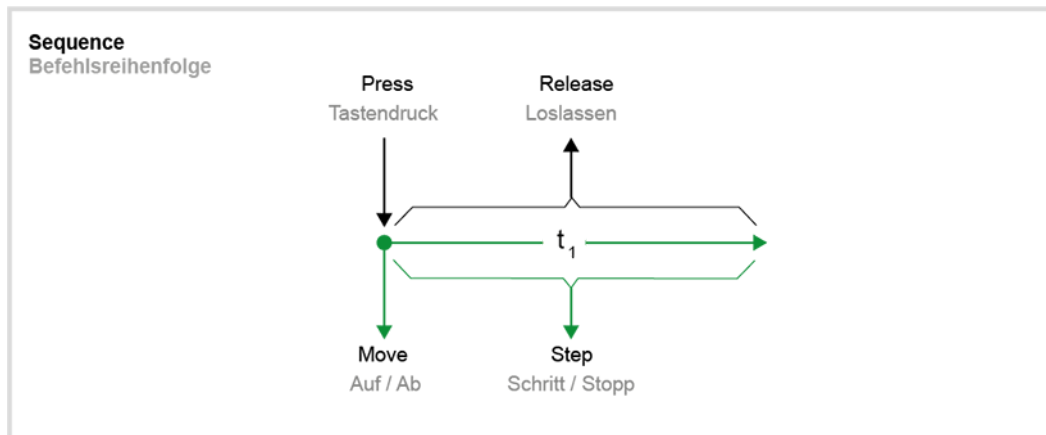 Sequence
Befehlsreihenfolge
Press
Release
Tastendruck
Loslassen
t1
Move
Step
Auf / Ab
Schritt / Stopp